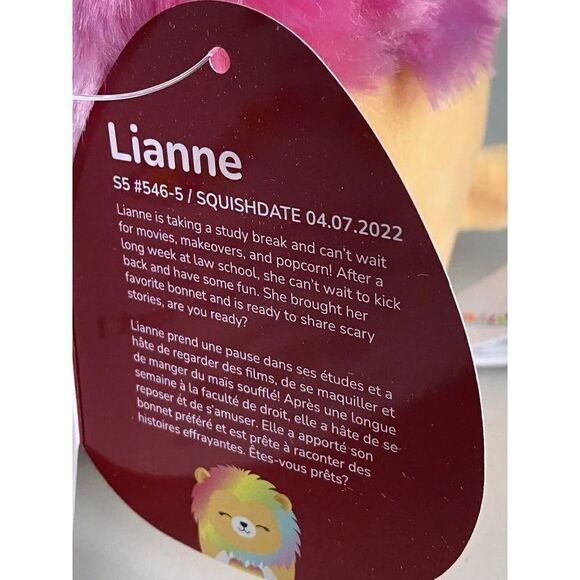 Lianne
S5 #546-5 / SQUISHDATE 04.07.2022
Lianne is taking a study break and can't wait
for movies, makeovers, and popcorn! After a
long week at law school, she can't wait to kick
back and have some fun. She brought her
favorite bonnet and is ready to share scary
stories, are you ready?
Lianne prend une pause dans ses études et a
hâte de regarder des films, de se maquiller et
de manger du maïs soufflé! Après une longue
semaine à la faculté de droit, elle a hâte de se
reposer et de s'amuser. Elle a apporté son
bonnet préféré et est prête à raconter des
histoires effrayantes. Êtes-vous prêts?